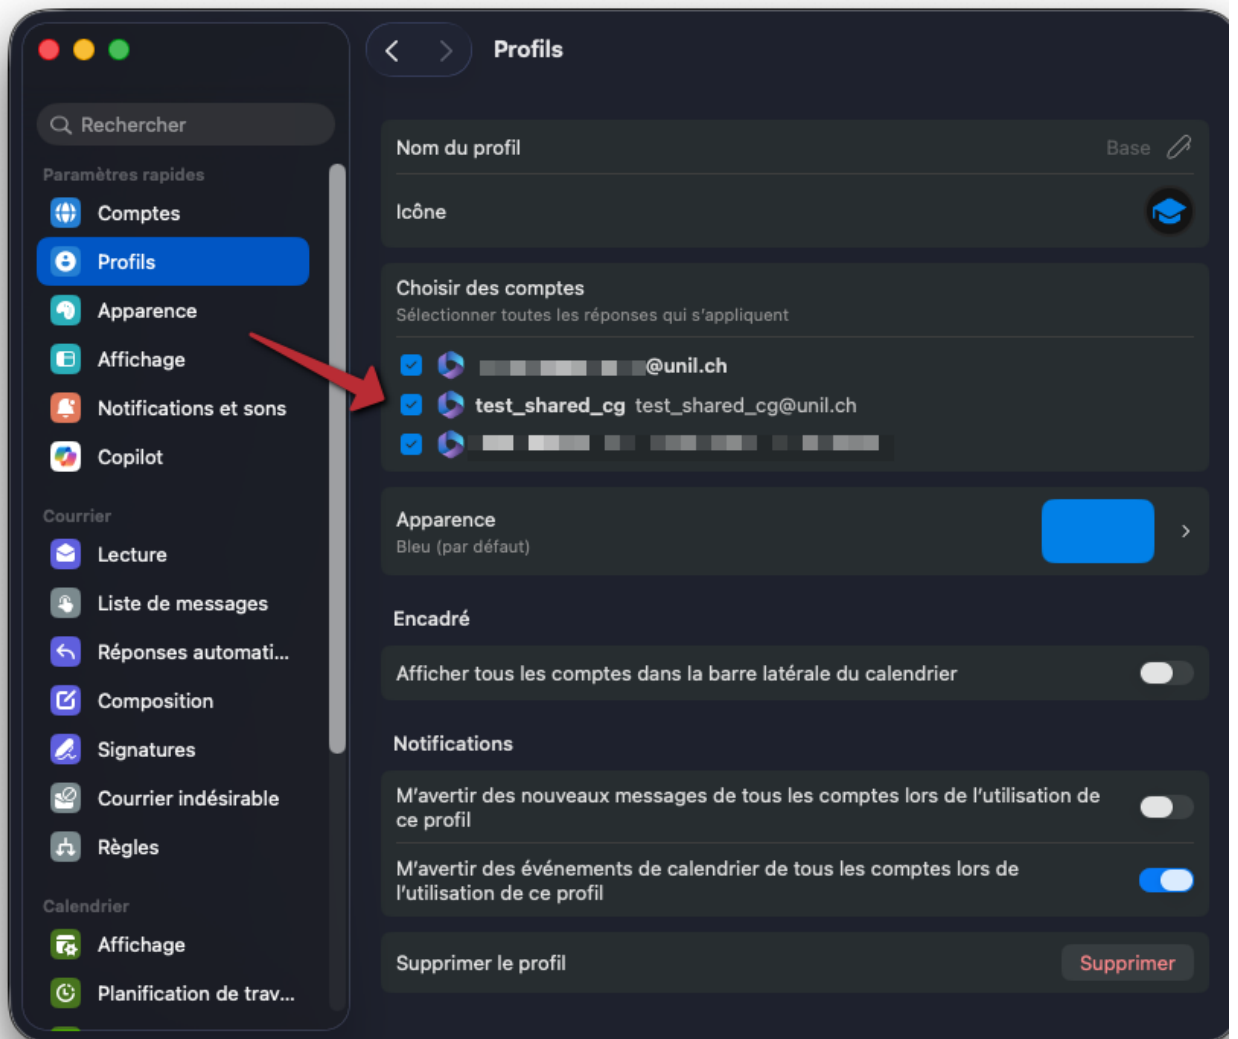 Profils
Rechercher
Paramètres rapides
Comptes
Profils
Apparence
Affichage
Notifications et sons
Copilot
Courrier
Lecture
Liste de messages
Réponses automati...
Composition
Signatures
Courrier indésirable
Règles
Calendrier
Affichage
Planification de trav...
Nom du profil
Base
Icône
Choisir des comptes
Sélectionner toutes les réponses qui s'appliquent
@unil.ch
test_shared_cg test_shared_cg@unil.ch
Apparence
Bleu (par défaut)
Encadré
Afficher tous les comptes dans la barre latérale du calendrier
Notifications
M'avertir des nouveaux messages de tous les comptes lors de l'utilisation de
ce profil
M'avertir des événements de calendrier de tous les comptes lors de
l'utilisation de ce profil
Supprimer le profil
Supprimer